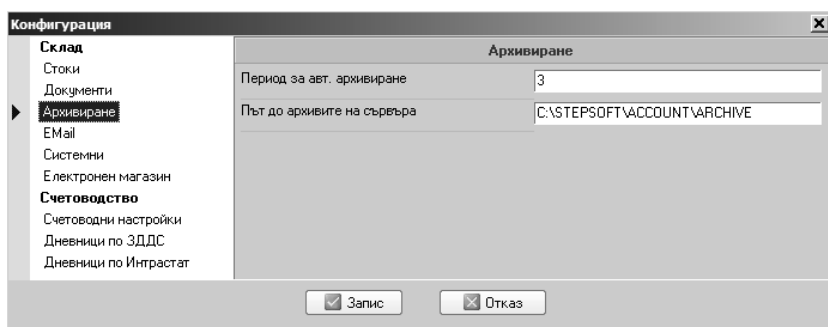 Конфигурация
Склад
Стоки
Документи
Архивиране
EMail
Системни
Електронен магазин
Счетоводство
Счетоводни настройки
Дневници по ЗДДС
Дневници по Интрастат
Архивиране
Период за авт. архивиране 3
Път до архивите на сървъра C:\STEPSOFT\ACCOUNT\ARCHIVE
Запис Отказ